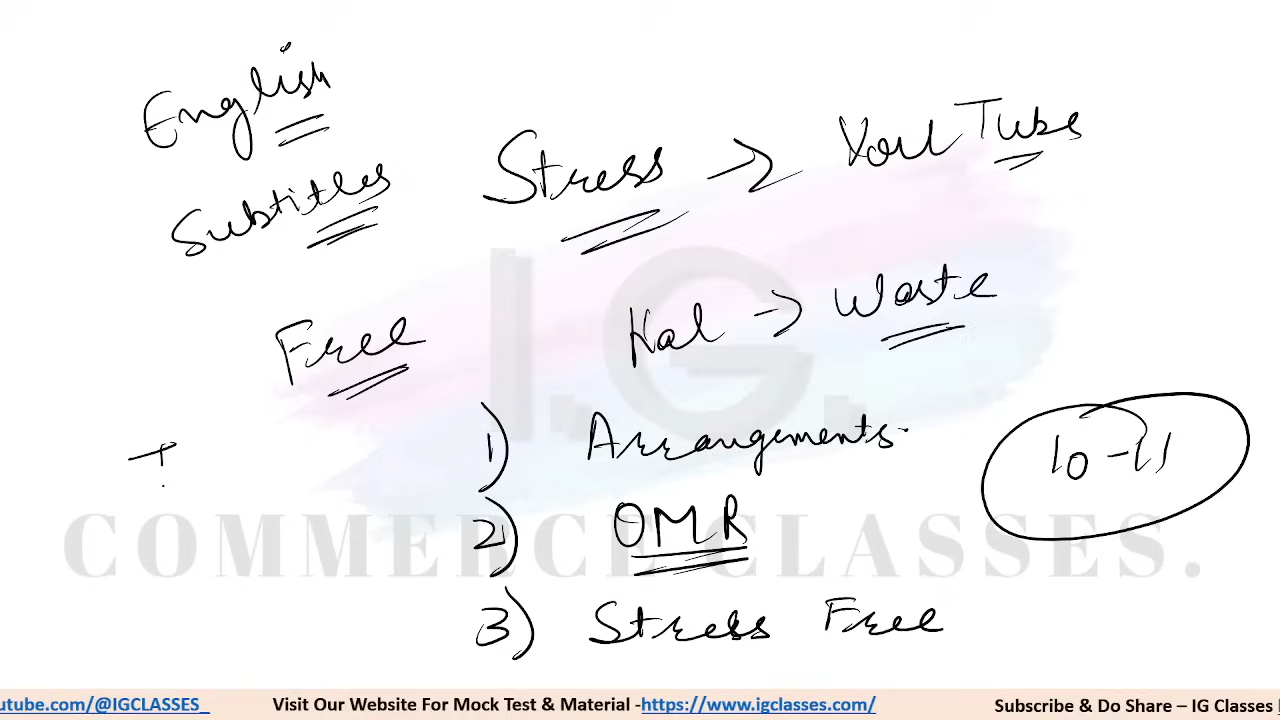 English
Subtitles
Stress → YouTube
Free
Kal → Waste
1) Arrangements.
2) OMR
3) Stress Free
10-11
I.G.
COMMERCE CLASSES.
utube.com/@IGCLASSES_ Visit Our Website For Mock Test & Material -https://www.igclasses.com/ Subscribe & Do Share – IG Classes